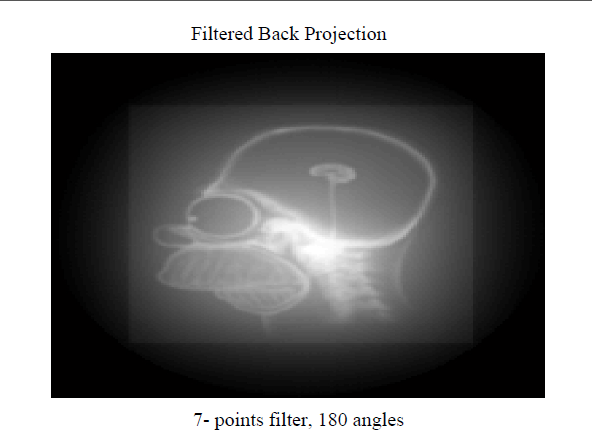 Filtered Back Projection
7- points filter, 180 angles